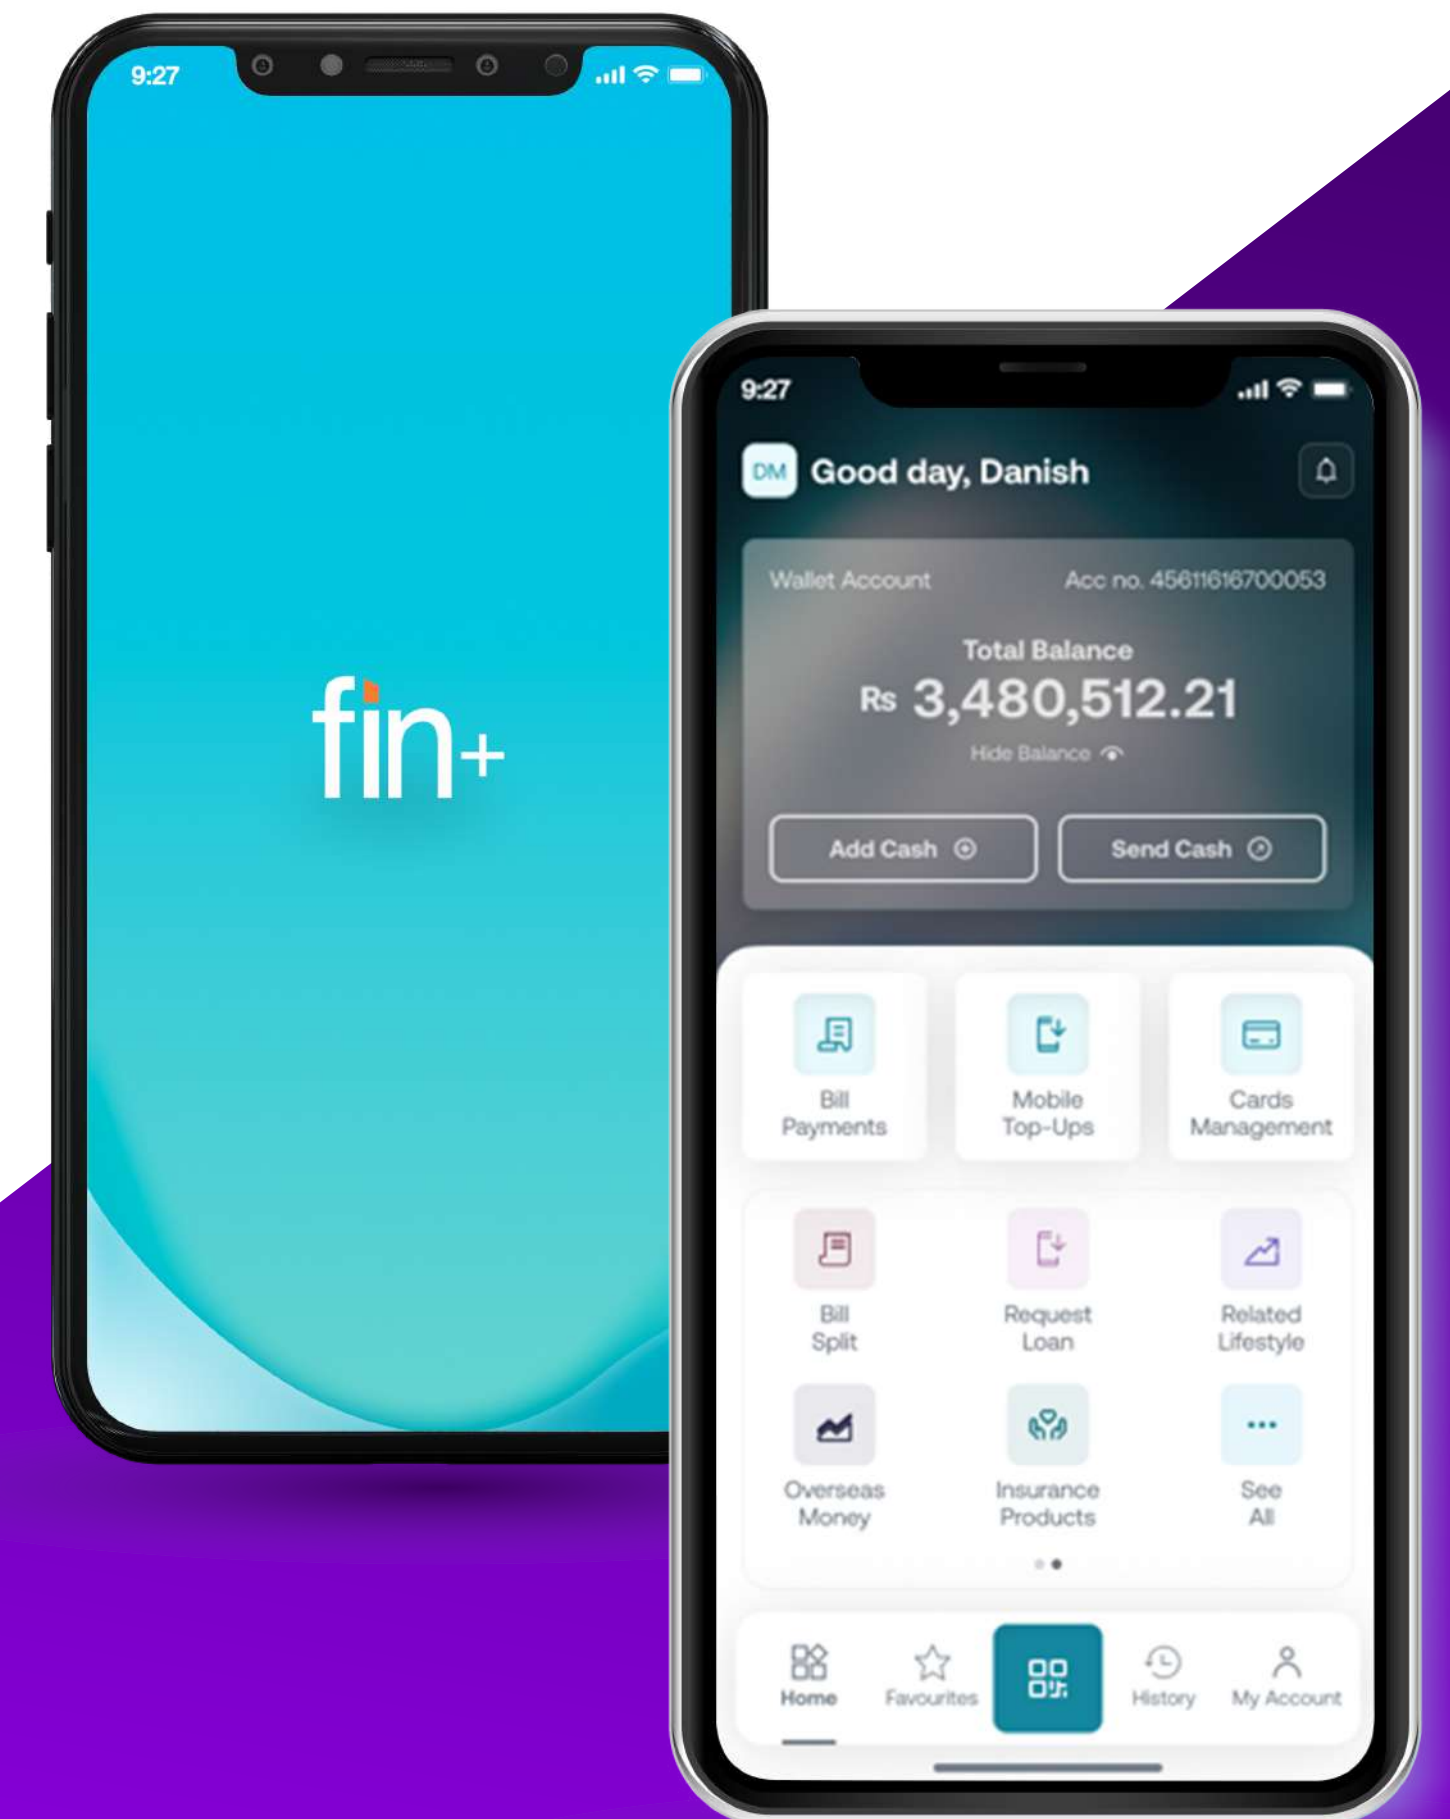 9:27
fin+
9:27
DM Good day, Danish
Wallet Account Acc no. 45611616700053
Total Balance
Rs 3,480,512.21
Hide Balance
Add Cash Send Cash
Bill
Payments
Mobile
Top-Ups
Cards
Management
Bill
Split
Request
Loan
Related
Lifestyle
Overseas
Money
Insurance
Products
See
All
Home Favourites History My Account